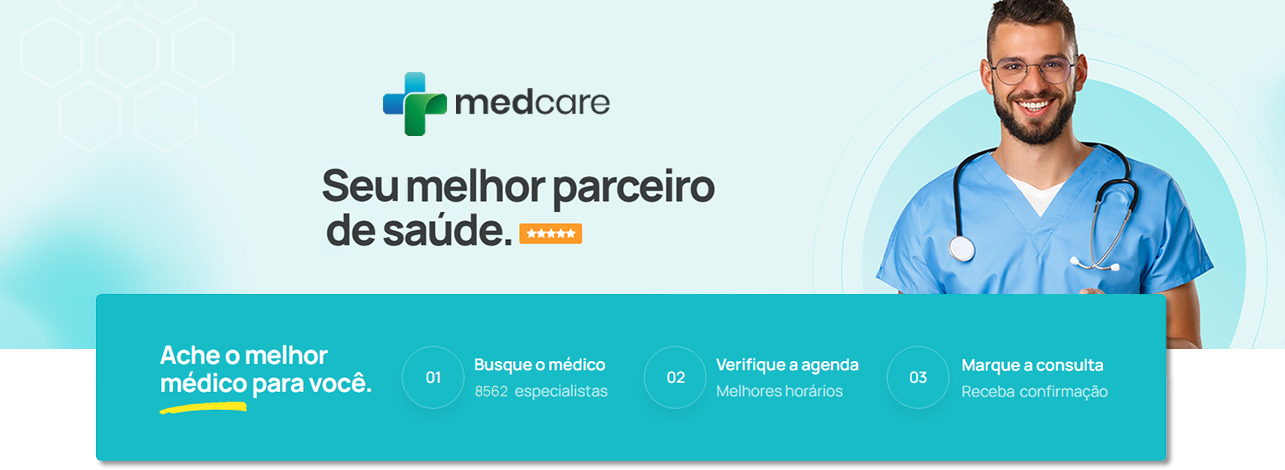 medcare
Seu melhor parceiro
de saúde.
Ache o melhor
médico para você.
01
Busque o médico
8562 especialistas
02
Verifique a agenda
Melhores horários
03
Marque a consulta
Receba confirmação